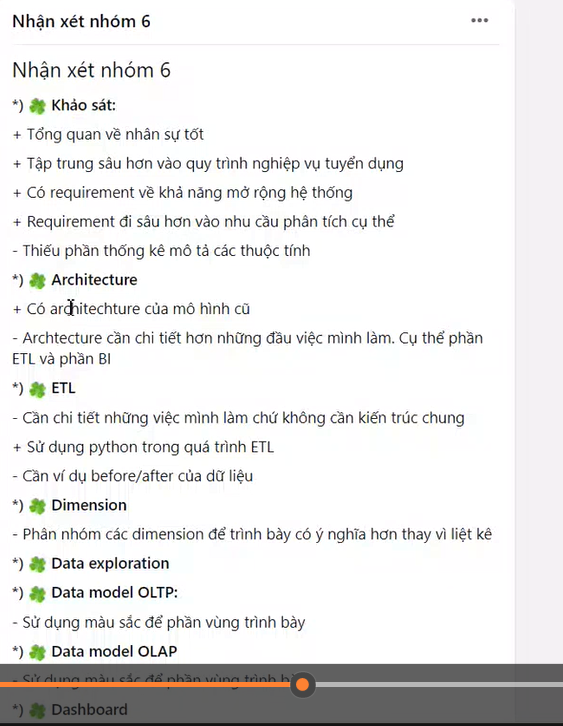 Nhận xét nhóm 6
Nhận xét nhóm 6
*) 🍀 Khảo sát:
+ Tổng quan về nhân sự tốt
+ Tập trung sâu hơn vào quy trình nghiệp vụ tuyển dụng
+ Có requirement về khả năng mở rộng hệ thống
+ Requirement đi sâu hơn vào nhu cầu phân tích cụ thể
- Thiếu phần thống kê mô tả các thuộc tính
*) 🍀 Architecture
+ Có architechture của mô hình cũ
- Archtecture cần chi tiết hơn những đầu việc mình làm. Cụ thể phần
ETL và phần BI
*) 🍀 ETL
- Cần chi tiết những việc mình làm chứ không cần kiến trúc chung
+ Sử dụng python trong quá trình ETL
- Cần ví dụ before/after của dữ liệu
*) 🍀 Dimension
- Phân nhóm các dimension để trình bày có ý nghĩa hơn thay vì liệt kê
*) 🍀 Data exploration
*) 🍀 Data model OLTP:
- Sử dụng màu sắc để phần vùng trình bày
*) 🍀 Data model OLAP
- Sử dụng màu sắc để phần vùng trình
*) 🍀 Dashboard